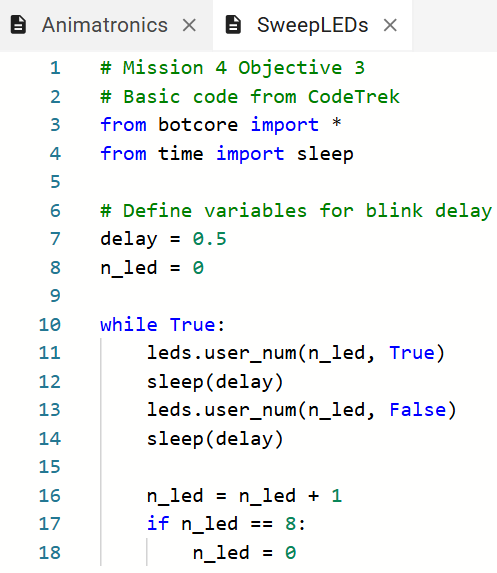 Animatronics × SweepLEDs ×
1 # Mission 4 Objective 3
2 # Basic code from CodeTrek
3 from botcore import *
4 from time import sleep
5
6 # Define variables for blink delay
7 delay = 0.5
8 n_led = 0
9
10 while True:
11     leds.user_num(n_led, True)
12     sleep(delay)
13     leds.user_num(n_led, False)
14     sleep(delay)
15
16     n_led = n_led + 1
17     if n_led == 8:
18         n_led = 0